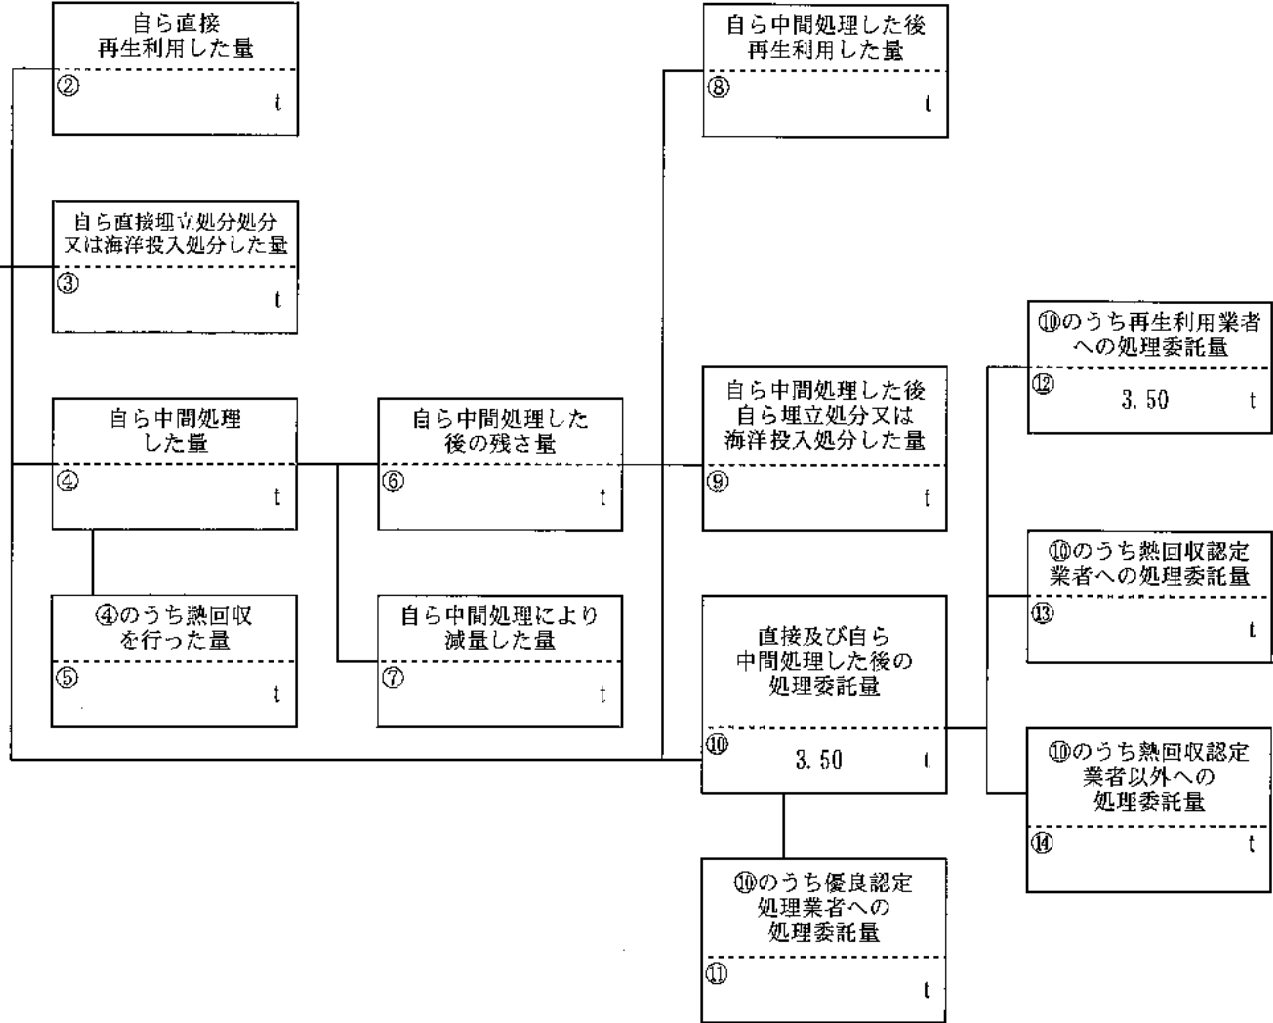 自ら直接
再生利用した量
②
t
自ら直接埋立処分処分
又は海洋投入処分した量
③
t
自ら中間処理
した量
④
t
④のうち熱回収
を行った量
⑤
t
自ら中間処理した
後の残さ量
⑥
t
自ら中間処理により
減量した量
⑦
t
自ら中間処理した後
再生利用した量
⑧
t
自ら中間処理した後
自ら埋立処分又は
海洋投入処分した量
⑨
t
直接及び自ら
中間処理した後の
処理委託量
⑩
3.50 t
⑩のうち優良認定
処理業者への
処理委託量
⑪
t
⑩のうち再生利用業者
への処理委託量
⑫
3.50 t
⑩のうち熱回収認定
業者への処理委託量
⑬
t
⑩のうち熱回収認定
業者以外への
処理委託量
⑭
t